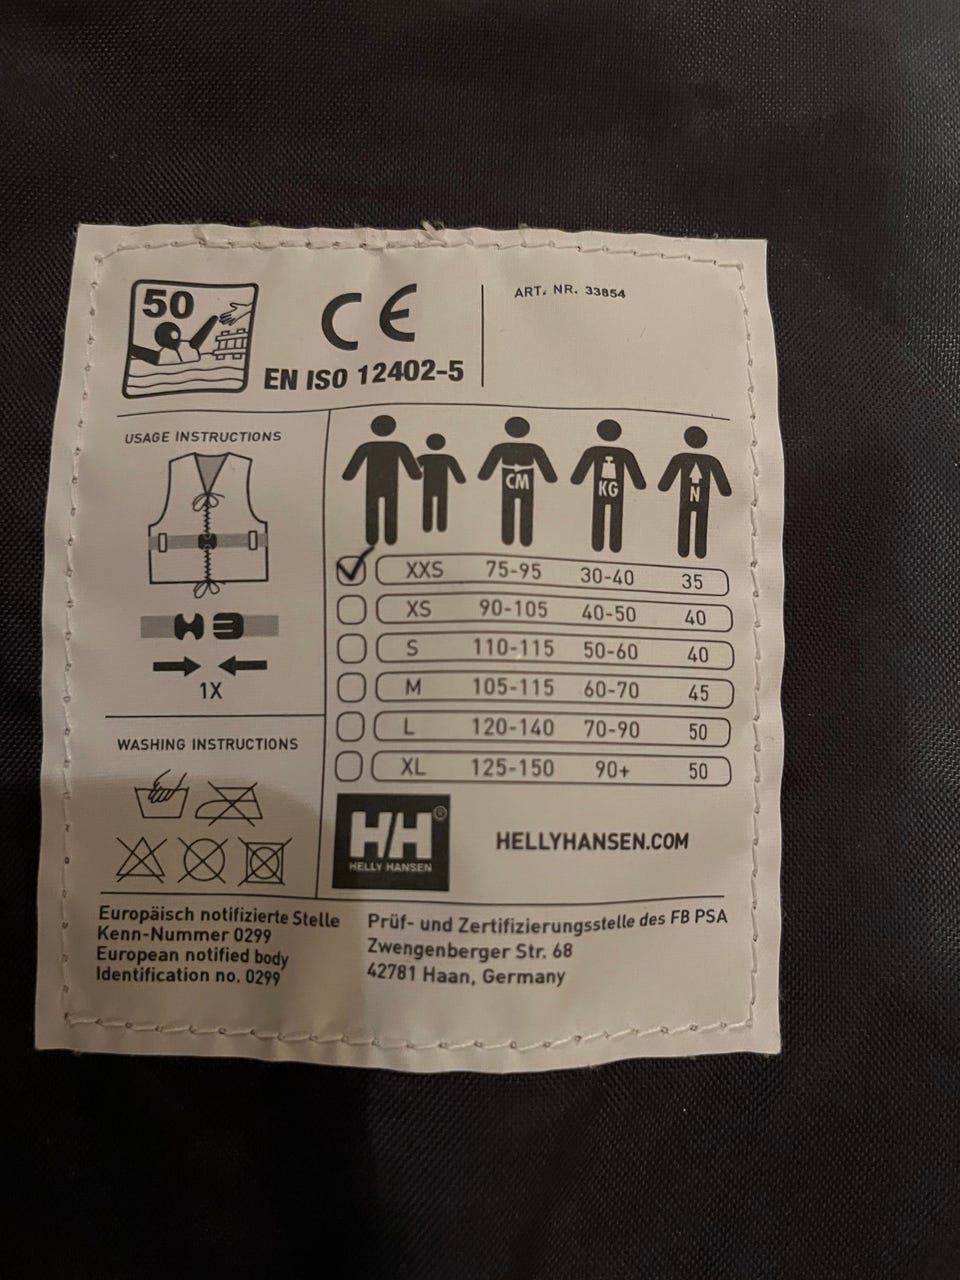 50
CE
EN ISO 12402-5
ART. NR. 33854
USAGE INSTRUCTIONS
1X
WASHING INSTRUCTIONS
CM KG N
XXS 75-95 30-40 35
XS 90-105 40-50 40
S 110-115 50-60 40
M 105-115 60-70 45
L 120-140 70-90 50
XL 125-150 90+ 50
HH®
HELLY HANSEN
HELLYHANSEN.COM
Europäisch notifizierte Stelle
Kenn-Nummer 0299
European notified body
Identification no. 0299
Prüf- und Zertifizierungsstelle des FB PSA
Zwengenberger Str. 68
42781 Haan, Germany